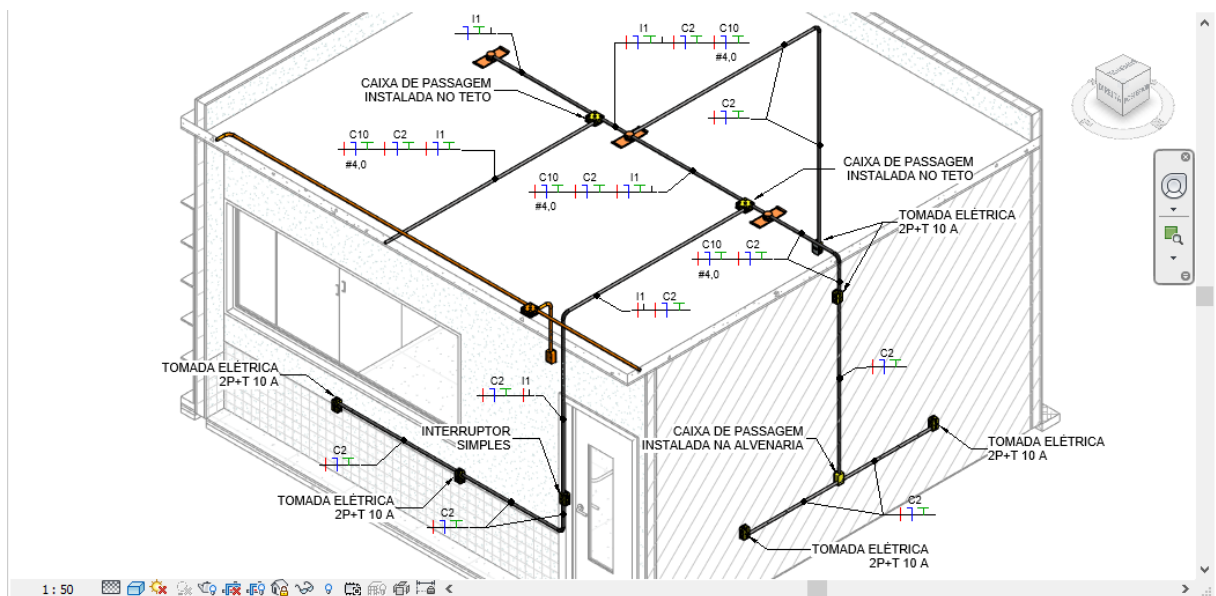 I1
I1 C2 C10
#4,0
CAIXA DE PASSAGEM
INSTALADA NO TETO
C2
C10 C2 I1
#4,0
CAIXA DE PASSAGEM
INSTALADA NO TETO
C10 C2 I1
#4,0
TOMADA ELÉTRICA
2P+T 10 A
C10 C2
#4,0
I1 C2
TOMADA ELÉTRICA
2P+T 10 A
C2
C2 I1
INTERRUPTOR
SIMPLES
CAIXA DE PASSAGEM
INSTALADA NA ALVENARIA
TOMADA ELÉTRICA
2P+T 10 A
C2
TOMADA ELÉTRICA
2P+T 10 A
C2
C2
TOMADA ELÉTRICA
2P+T 10 A
1 : 50